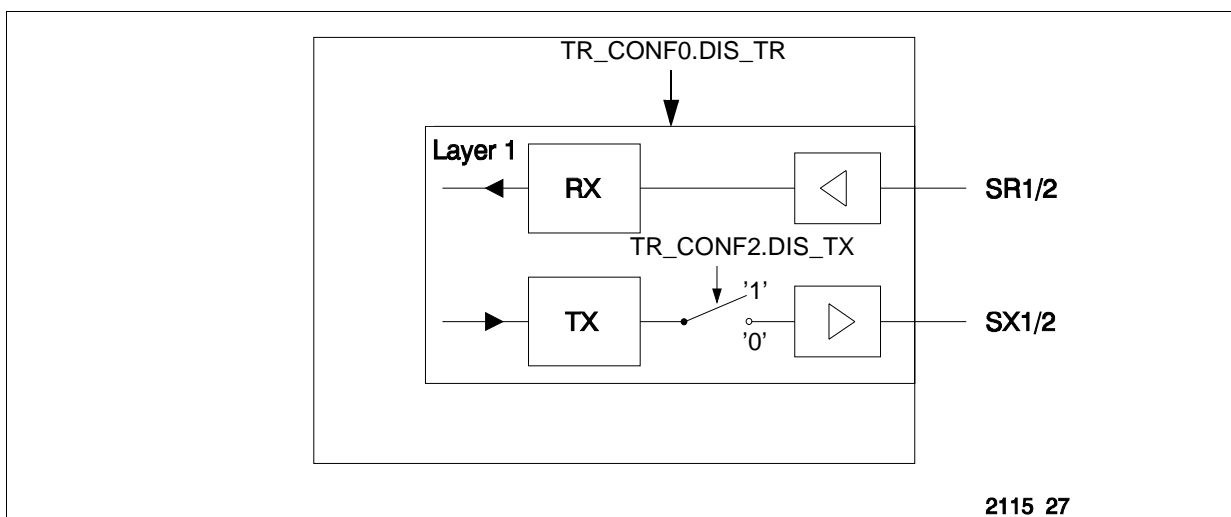 TR_CONF0.DIS_TR
Layer 1
RX
SR1/2
TR_CONF2.DIS_TX
TX
’1’
’0’
SX1/2
2115_27